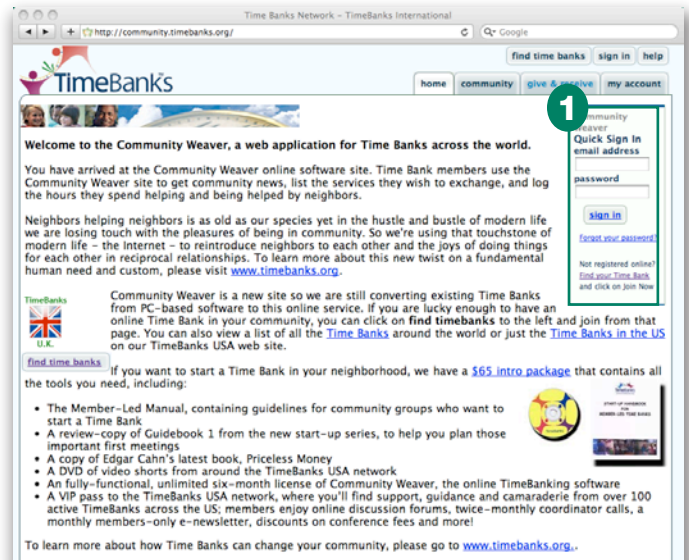 Time Banks Network – TimeBanks International
http://community.timebanks.org/
Google
find time banks
sign in
help
TimeBanks
home
community
give & receive
my account
1
Community
Weaver
Quick Sign In
email address
password
sign in
Forgot your password?
Not registered online?
Find your Time Bank
and click on Join Now
Welcome to the Community Weaver, a web application for Time Banks across the world.
You have arrived at the Community Weaver online software site. Time Bank members use the
Community Weaver site to get community news, list the services they wish to exchange, and log
the hours they spend helping and being helped by neighbors.
Neighbors helping neighbors is as old as our species yet in the hustle and bustle of modern life
we are losing touch with the pleasures of being in community. So we're using that touchstone of
modern life – the Internet – to reintroduce neighbors to each other and the joys of doing things
for each other in reciprocal relationships. To learn more about this new twist on a fundamental
human need and custom, please visit www.timebanks.org.
TimeBanks
U.K.
find time banks
Community Weaver is a new site so we are still converting existing Time Banks
from PC-based software to this online service. If you are lucky enough to have an
online Time Bank in your community, you can click on find timebanks to the left and join from that
page. You can also view a list of all the Time Banks around the world or just the Time Banks in the US
on our TimeBanks USA web site.
If you want to start a Time Bank in your neighborhood, we have a $65 intro package that contains all
the tools you need, including:
• The Member-Led Manual, containing guidelines for community groups who want to
start a Time Bank
• A review-copy of Guidebook 1 from the new start-up series, to help you plan those
important first meetings
• A copy of Edgar Cahn's latest book, Priceless Money
• A DVD of video shorts from around the TimeBanks USA network
• An fully-functional, unlimited six-month license of Community Weaver, the online TimeBanking software
• A VIP pass to the TimeBanks USA network, where you'll find support, guidance and camaraderie from over 100
active TimeBanks across the US; members enjoy online discussion forums, twice-monthly coordinator calls, a
monthly members-only e-newsletter, discounts on conference fees and more!
START-UP HANDBOOK
FOR
MEMBER-LED TIME BANKS
To learn more about how Time Banks can change your community, please go to www.timebanks.org..